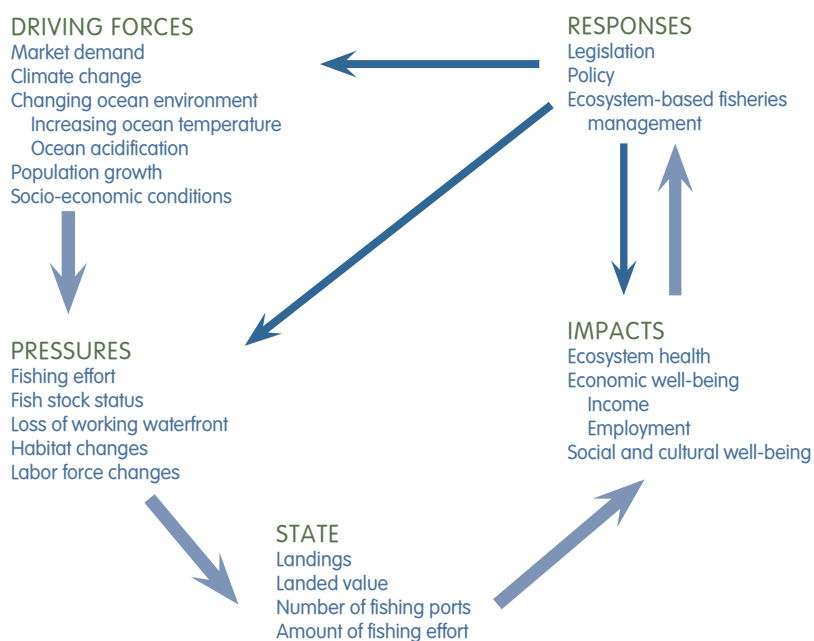 DRIVING FORCES
Market demand
Climate change
Changing ocean environment
Increasing ocean temperature
Ocean acidification
Population growth
Socio-economic conditions
RESPONSES
Legislation
Policy
Ecosystem-based fisheries
management
PRESSURES
Fishing effort
Fish stock status
Loss of working waterfront
Habitat changes
Labor force changes
IMPACTS
Ecosystem health
Economic well-being
Income
Employment
Social and cultural well-being
STATE
Landings
Landed value
Number of fishing ports
Amount of fishing effort